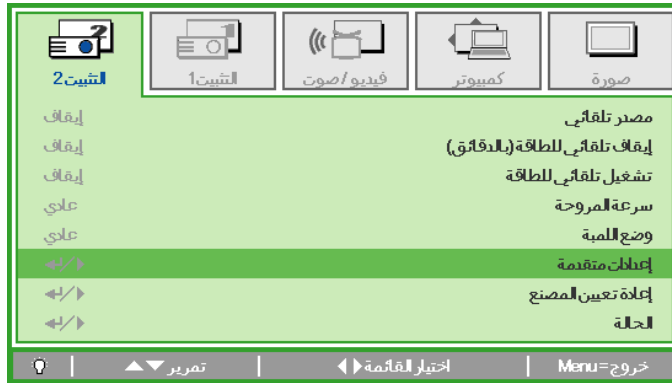 صورة
كمبيوتر
فيديو/صوت
التثبيت1
التثبيت2
مصدر تلقائي إيقاف
إيقاف تلقائي للطاقة(بالدقائق) إيقاف
تشغيل تلقائي للطاقة إيقاف
سرعة المروحة عادي
وضع اللمبة عادي
إعدادات متقدمة
إعادة تعيين المصنع
الحالة
خروج=Menu اختيار القائمة تمرير